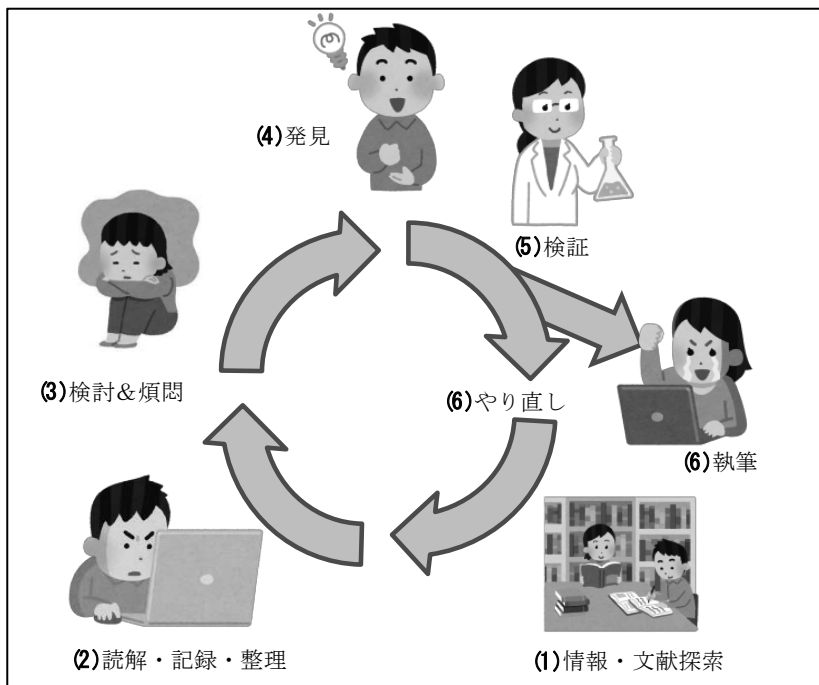 (4)発見
(5)検証
(3)検討&煩悶
(6)やり直し
(6)執筆
(2)読解・記録・整理
(1)情報・文献探索